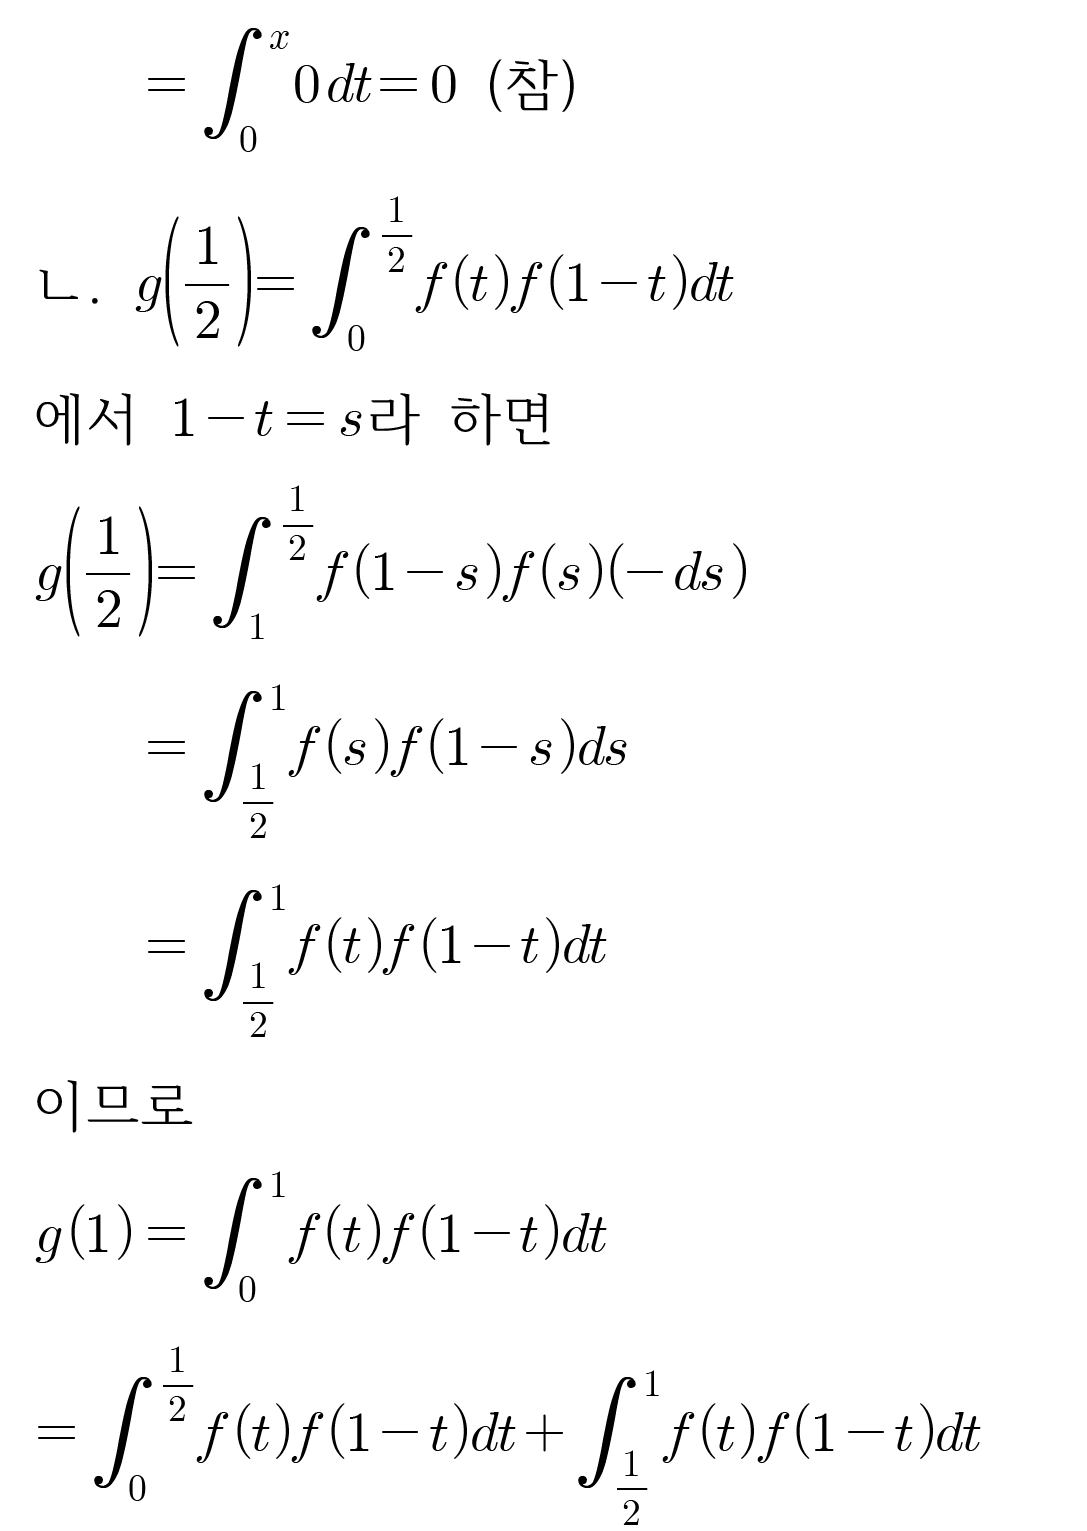 = ∫₀ˣ 0 dt = 0 (참)
ㄴ. g(1/2) = ∫₀^(1/2) f(t)f(1-t)dt
에서 1-t = s라 하면
g(1/2) = ∫₁^(1/2) f(1-s)f(s)(-ds)
= ∫_(1/2)^1 f(s)f(1-s)ds
= ∫_(1/2)^1 f(t)f(1-t)dt
이므로
g(1) = ∫₀^1 f(t)f(1-t)dt
= ∫₀^(1/2) f(t)f(1-t)dt + ∫_(1/2)^1 f(t)f(1-t)dt